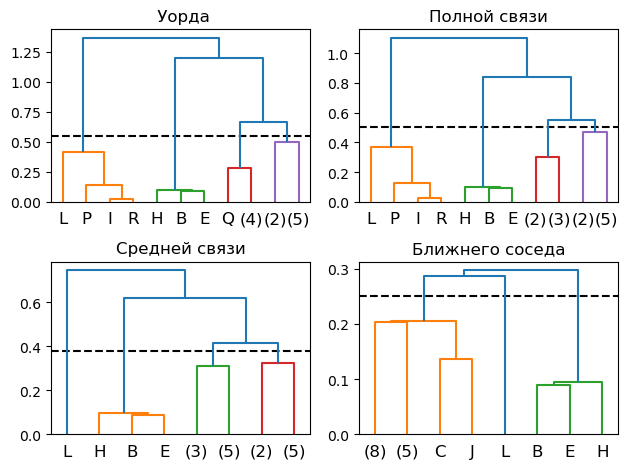 Уорда
1.25
1.00
0.75
0.50
0.25
0.00
L P I R H B E Q (4) (2) (5)
Полной связи
1.0
0.8
0.6
0.4
0.2
0.0
L P I R H B E (2) (3) (2) (5)
Средней связи
0.6
0.4
0.2
0.0
L H B E (3) (5) (2) (5)
Ближнего соседа
0.3
0.2
0.1
0.0
(8) (5) C J L B E H